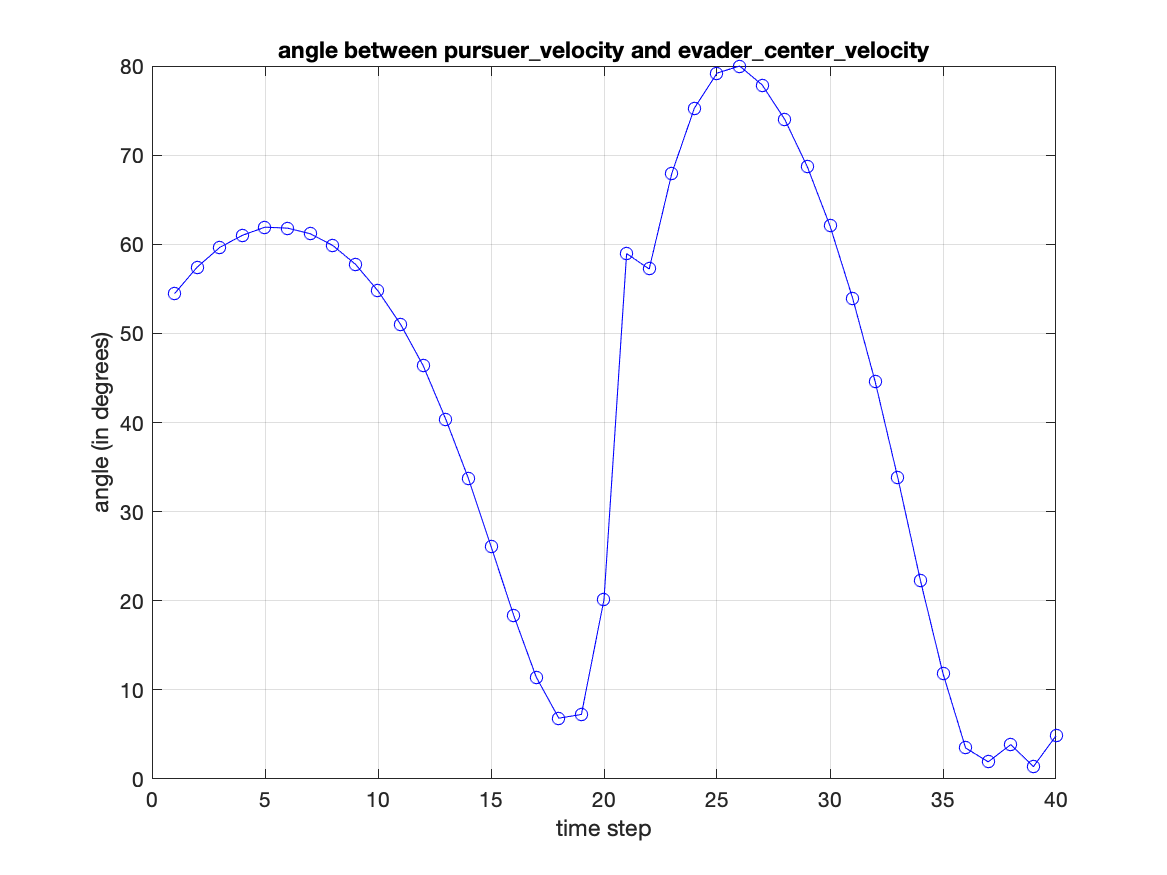 angle between pursuer_velocity and evader_center_velocity
80
70
60
50
40
30
20
10
0
angle (in degrees)
0 5 10 15 20 25 30 35 40
time step